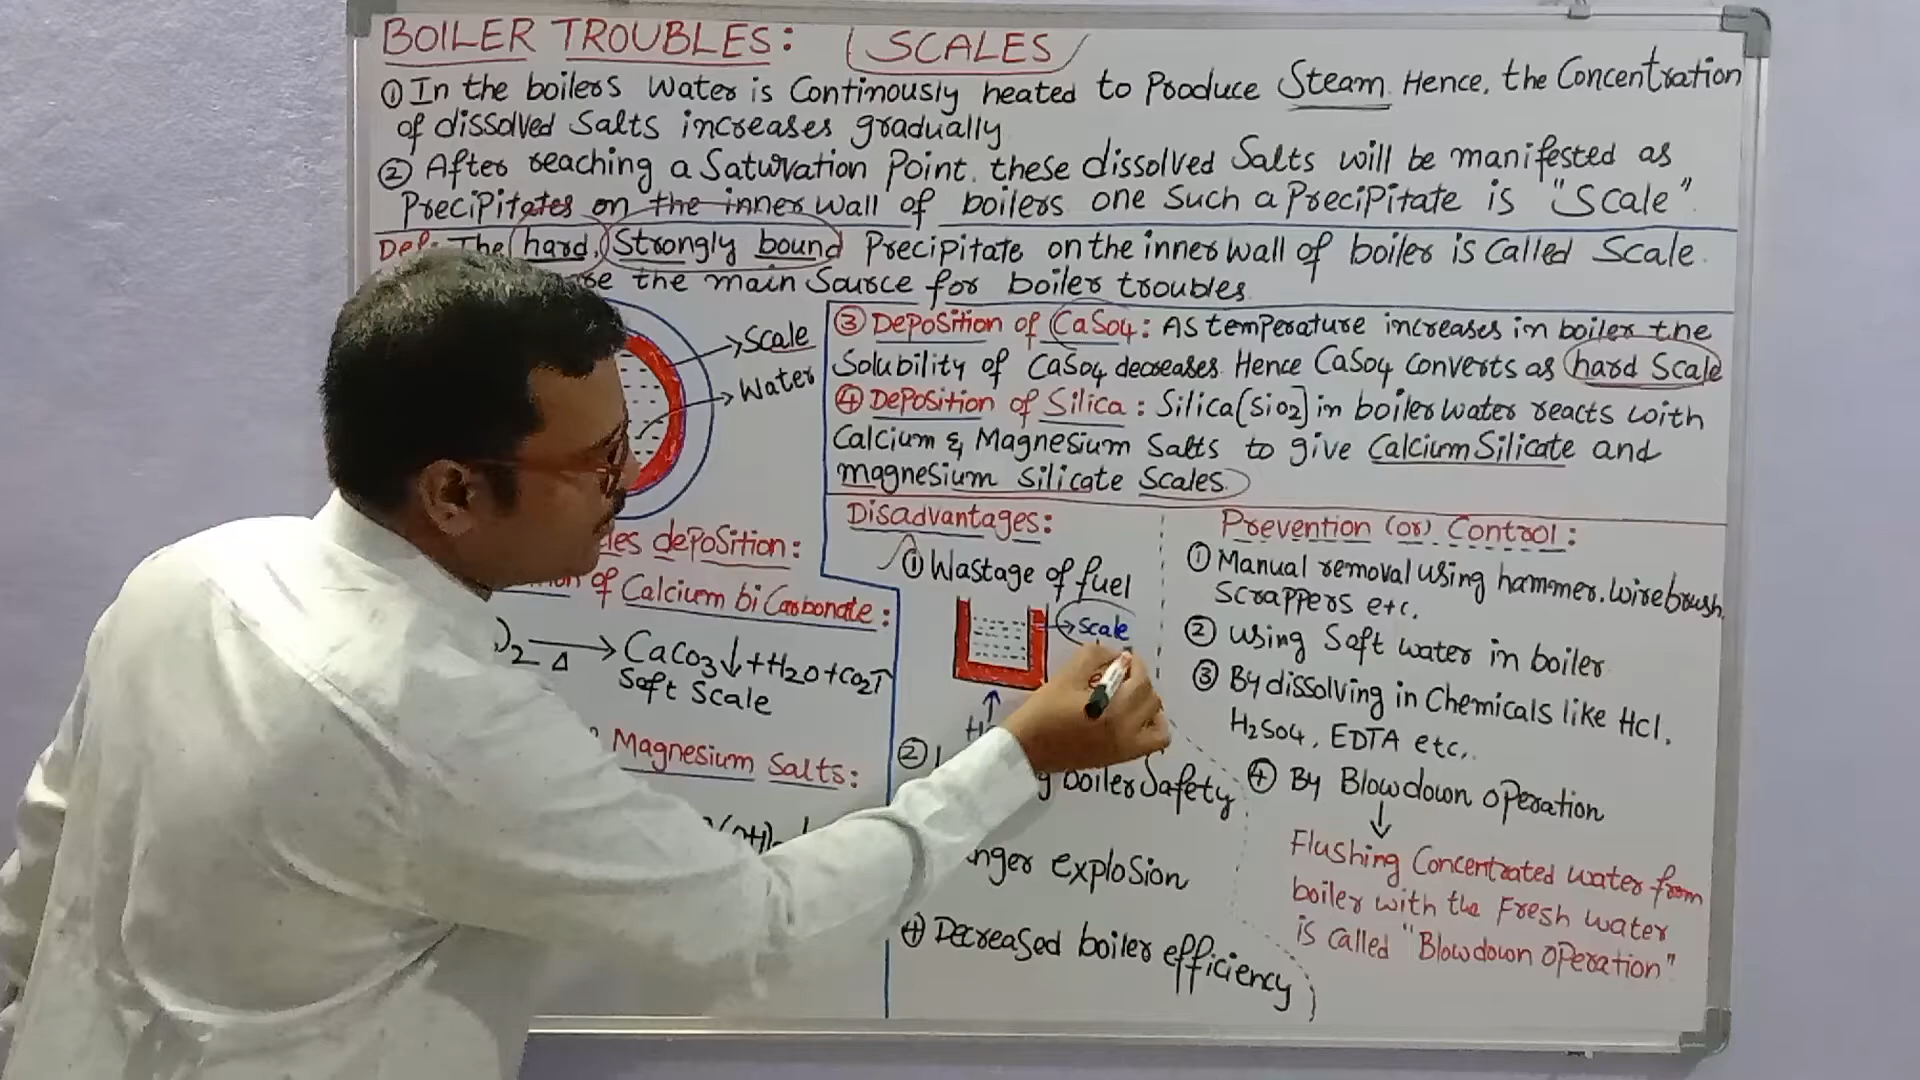 BOILER TROUBLES: SCALES
① In the boilers Water is Continously heated to Produce Steam. Hence, the Concentration
of dissolved Salts increases gradually
② After reaching a Saturation Point, these dissolved Salts will be manifested as
Precipitates on the inner wall of boilers one Such a Precipitate is "Scale"
Def: The hard, Strongly bound Precipitate on the inner wall of boiler is Called Scale.
the main Source for boiler troubles
Scale
Water
③ Deposition of CaSO4: As temperature increases in boiler the
Solubility of CaSO4 decreases Hence CaSO4 converts as hard Scale
④ Deposition of Silica: Silica [SiO2] in boiler water reacts with
Calcium & Magnesium Salts to give Calcium Silicate and
magnesium Silicate Scales
deposition:
of Calcium bi Carbonate:
)2 —Δ→ CaCO3↓ + H2O + CO2↑
Soft Scale
Magnesium Salts:
Disadvantages:
① Wastage of fuel
Scale
②
boiler Safety
explosion
④ Decreased boiler efficiency
Prevention (or) Control:
① Manual removal using hammer, wirebrush,
Scrappers etc.
② Using Soft water in boiler
③ By dissolving in Chemicals like HCl,
H2SO4, EDTA etc,.
④ By Blowdown operation
↓
Flushing Concentrated water from
boiler with the Fresh water
is called "Blowdown operation"